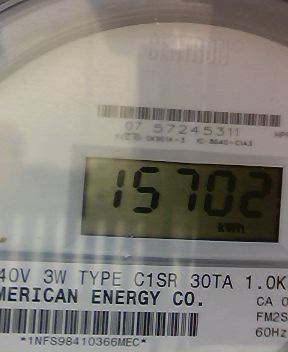 CENTRON
07 57245311
15702
kWh
40V 3W TYPE C1SR 30TA 1.0K
MERICAN ENERGY CO.
CA 0
FM2S
60Hz
*1NFS98410366MEC*